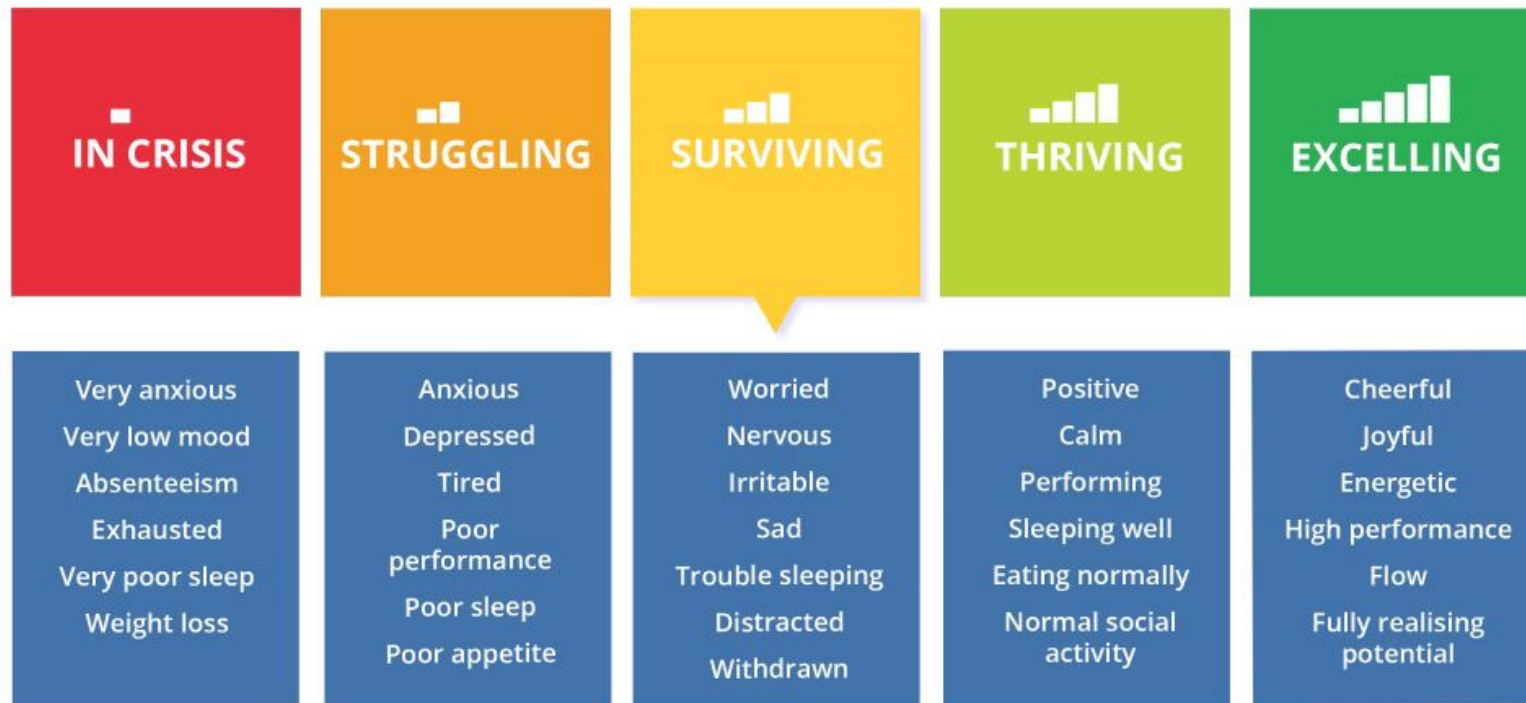 IN CRISIS
STRUGGLING
SURVIVING
THRIVING
EXCELLING
Very anxious
Very low mood
Absenteeism
Exhausted
Very poor sleep
Weight loss
Anxious
Depressed
Tired
Poor
performance
Poor sleep
Poor appetite
Worried
Nervous
Irritable
Sad
Trouble sleeping
Distracted
Withdrawn
Positive
Calm
Performing
Sleeping well
Eating normally
Normal social
activity
Cheerful
Joyful
Energetic
High performance
Flow
Fully realising
potential